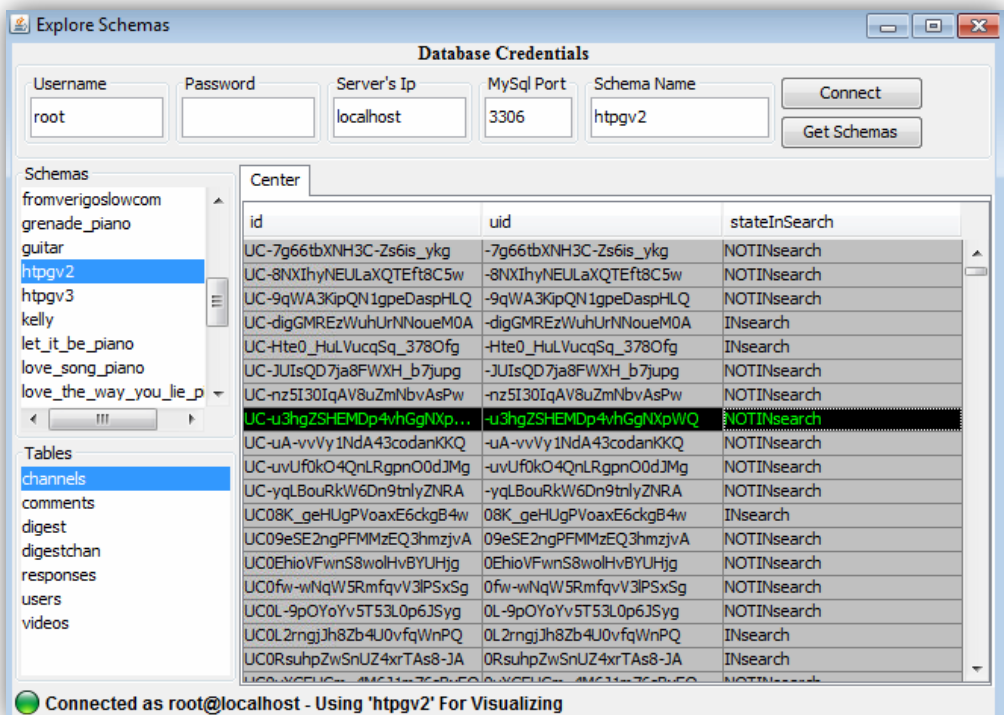 Explore Schemas
Database Credentials
Username Password Server's Ip MySql Port Schema Name
root localhost 3306 htpgv2
Connect
Get Schemas
Schemas
fromverigoslowcom
grenade_piano
guitar
htpgv2
htpgv3
kelly
let_it_be_piano
love_song_piano
love_the_way_you_lie_p
Tables
channels
comments
digest
digestchan
responses
users
videos
Center
id uid stateInSearch
UC-7g66tbXNH3C-Zs6is_ykg -7g66tbXNH3C-Zs6is_ykg NOTINsearch
UC-8NXIhyNEULaXQTEft8C5w -8NXIhyNEULaXQTEft8C5w NOTINsearch
UC-9qWA3KipQN1gpeDaspHLQ -9qWA3KipQN1gpeDaspHLQ NOTINsearch
UC-digGMREzWuhUrNNoueM0A -digGMREzWuhUrNNoueM0A INsearch
UC-Hte0_HuLVucqSq_378Ofg -Hte0_HuLVucqSq_378Ofg INsearch
UC-JUIsQD7ja8FWXH_b7jupg -JUIsQD7ja8FWXH_b7jupg NOTINsearch
UC-nz5I30IqAV8uZmNbvAsPw -nz5I30IqAV8uZmNbvAsPw NOTINsearch
UC-u3hgZSHEMDp4vhGgNXp... -u3hgZSHEMDp4vhGgNXpWQ NOTINsearch
UC-uA-vvVy1NdA43codanKKQ -uA-vvVy1NdA43codanKKQ NOTINsearch
UC-uvUf0kO4QnLRgpnO0dJMg -uvUf0kO4QnLRgpnO0dJMg NOTINsearch
UC-yqLBouRkW6Dn9tnlyZNRA -yqLBouRkW6Dn9tnlyZNRA NOTINsearch
UC08K_geHUgPVoaxE6ckgB4w 08K_geHUgPVoaxE6ckgB4w INsearch
UC09eSE2ngPFMMzEQ3hmzjvA 09eSE2ngPFMMzEQ3hmzjvA NOTINsearch
UC0EhioVFwnS8wolHvBYUHjg 0EhioVFwnS8wolHvBYUHjg NOTINsearch
UC0fw-wNqW5RmfqvV3lPSxSg 0fw-wNqW5RmfqvV3lPSxSg NOTINsearch
UC0L-9pOYoYv5T53L0p6JSyg 0L-9pOYoYv5T53L0p6JSyg NOTINsearch
UC0L2rngjJh8Zb4U0vfqWnPQ 0L2rngjJh8Zb4U0vfqWnPQ INsearch
UC0RsuhpZwSnUZ4xrTAs8-JA 0RsuhpZwSnUZ4xrTAs8-JA INsearch
NOTINsearch
Connected as root@localhost - Using 'htpgv2' For Visualizing